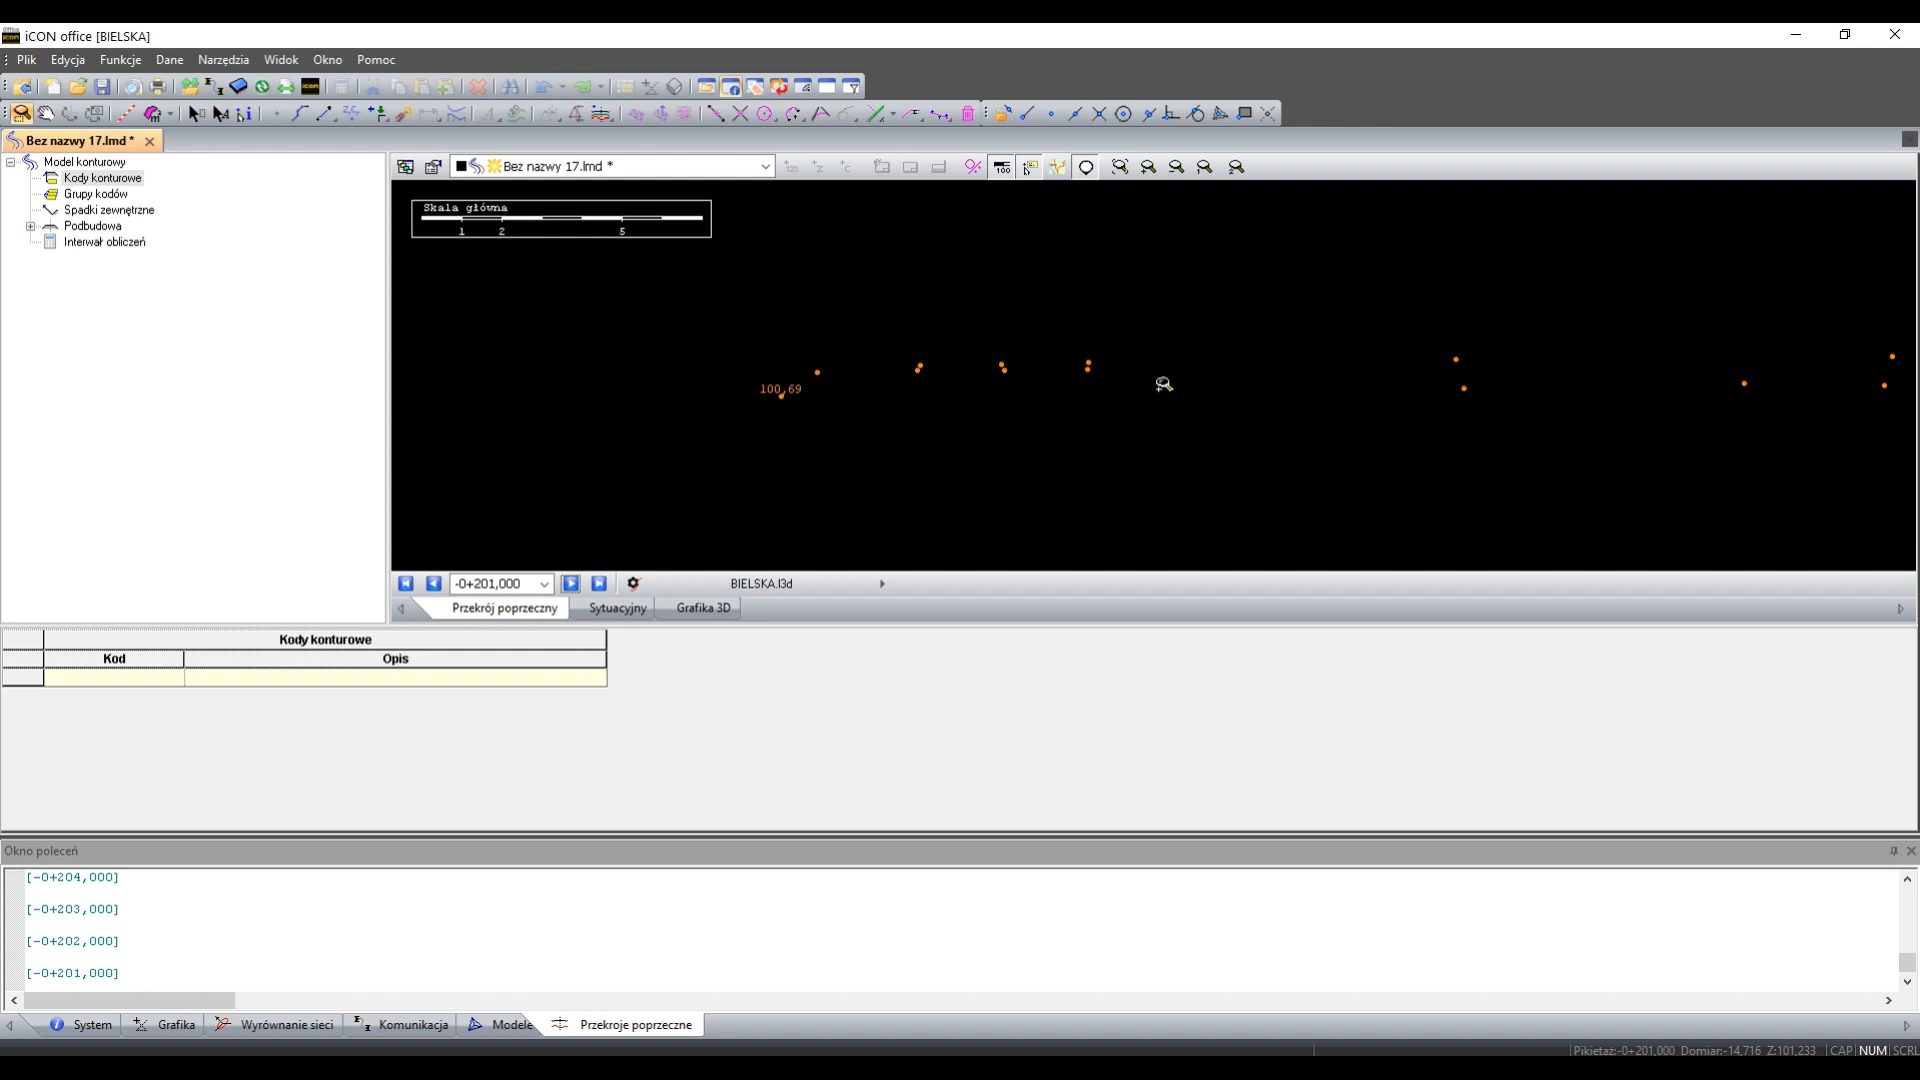 iCON office [BIELSKA]
Plik Edycja Funkcje Dane Narzędzia Widok Okno Pomoc
Bez nazwy 17.lmd *
Model konturowy
Kody konturowe
Grupy kodów
Spadki zewnętrzne
Podbudowa
Interwał obliczeń
Bez nazwy 17.lmd *
Skala główna
1 2 5
100,69
-0+201,000
BIELSKA.l3d
Przekrój poprzeczny Sytuacyjny Grafika 3D
Kody konturowe
Kod Opis
Okno poleceń
[-0+204,000]
[-0+203,000]
[-0+202,000]
[-0+201,000]
System Grafika Wyrównanie sieci Komunikacja Modele Przekroje poprzeczne
Pikietaż:-0+201,000 Domiar:-14,716 Z:101,233 CAP NUM SCRL